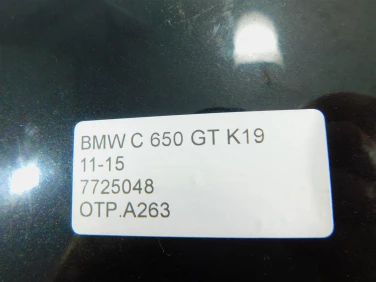 BMW C 650 GT K19
11-15
7725048
OTP.A263